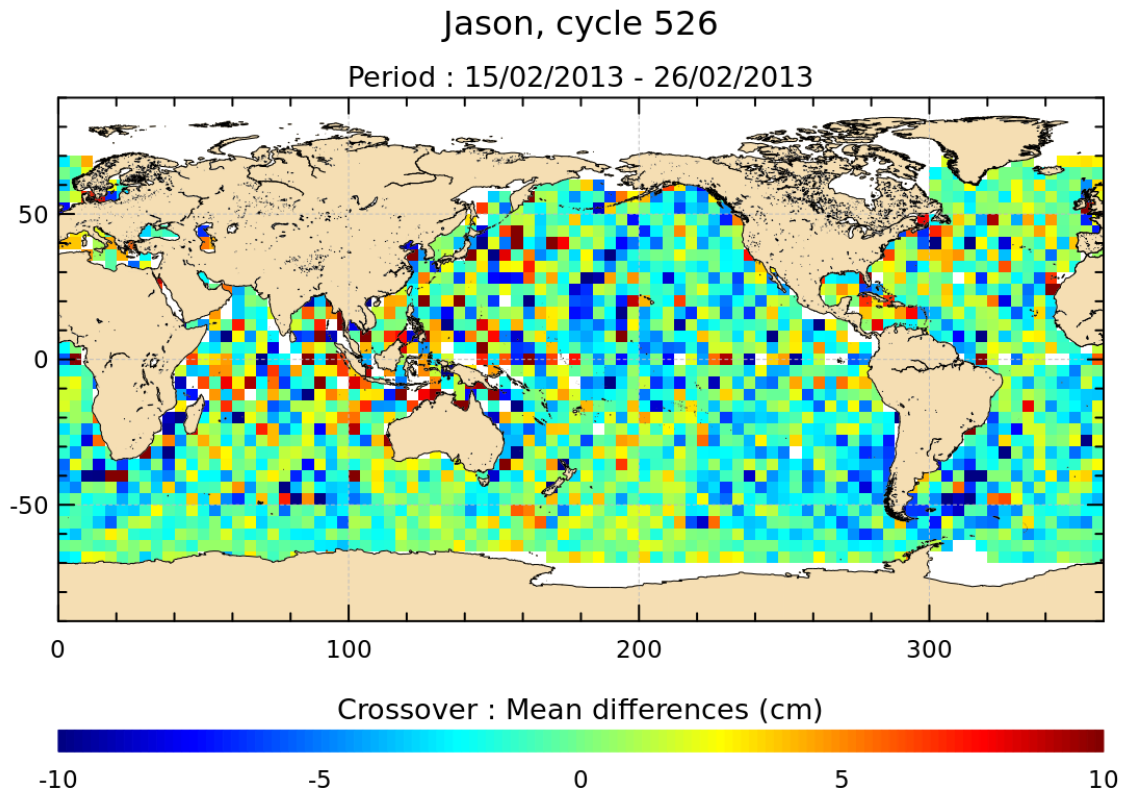 Jason, cycle 526
Period : 15/02/2013 - 26/02/2013
50
0
-50
0 100 200 300
Crossover : Mean differences (cm)
-10 -5 0 5 10